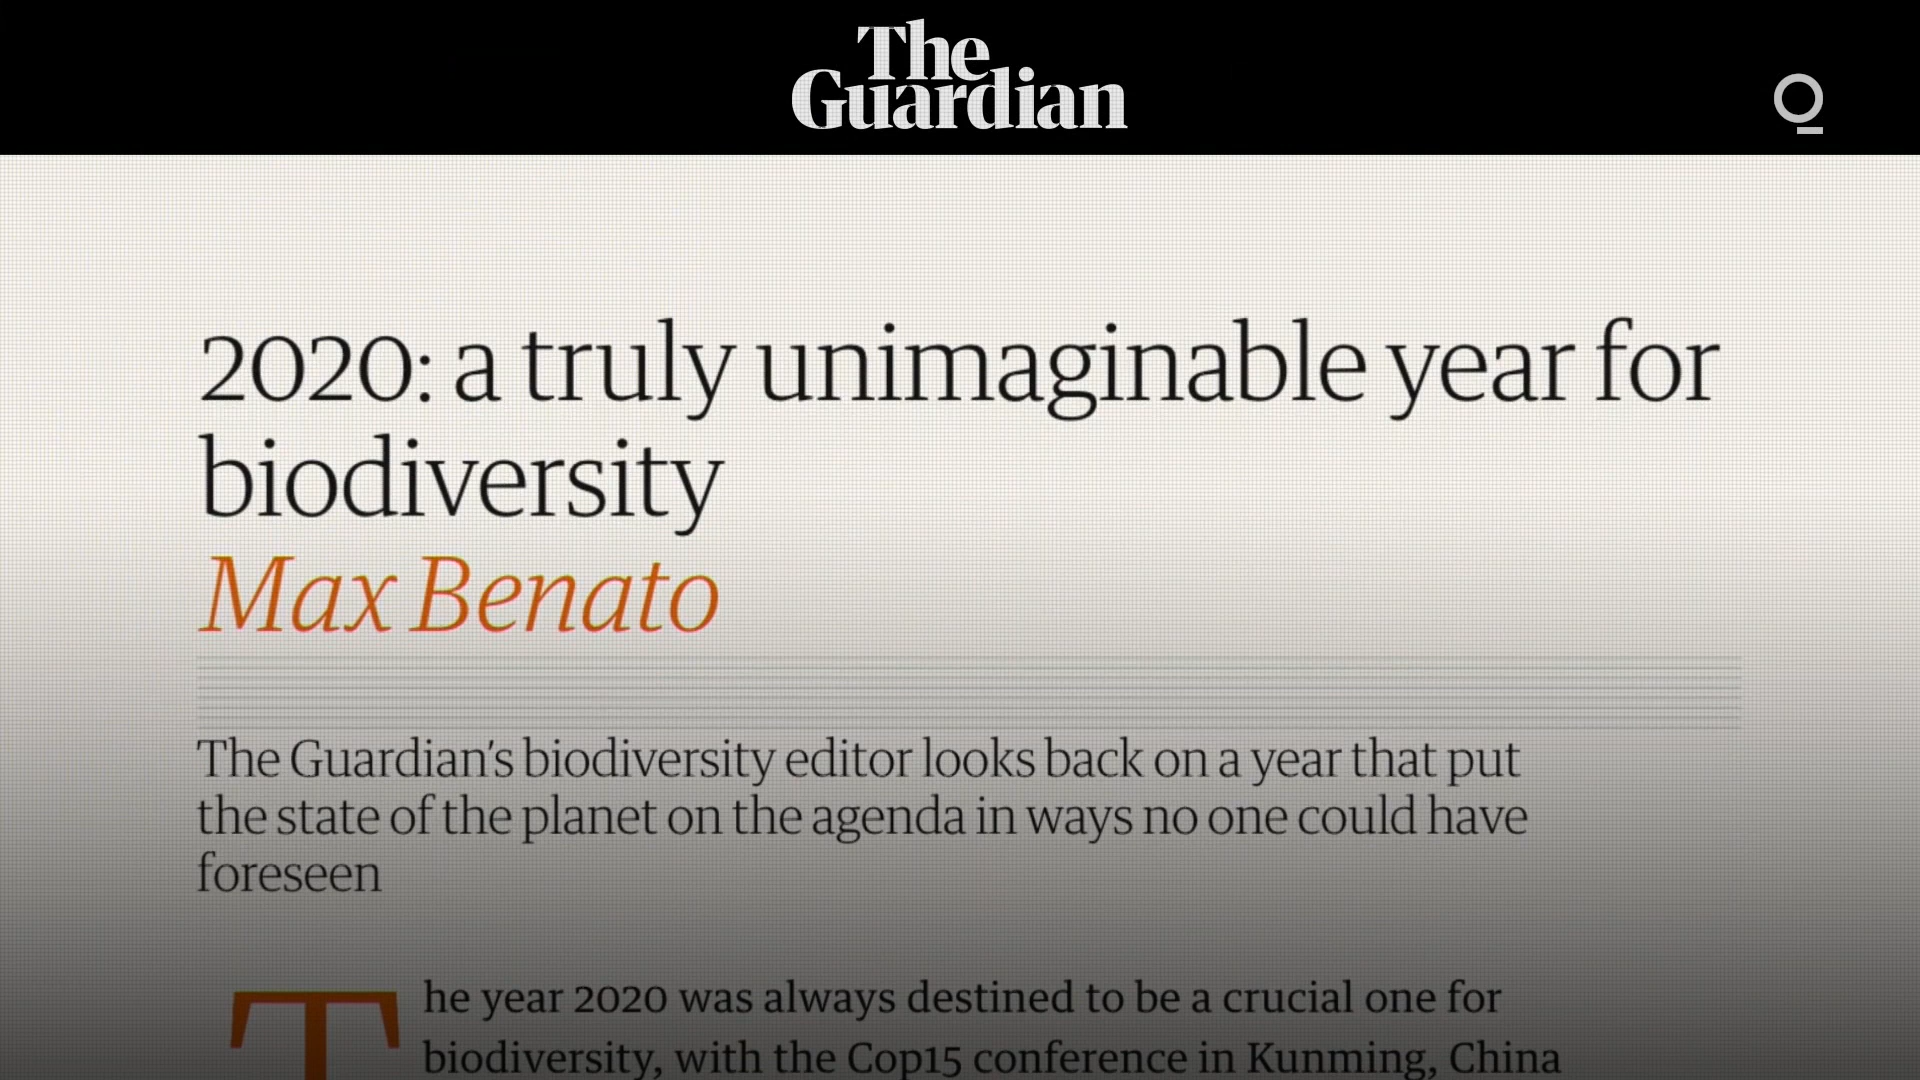 The
Guardian
2020: a truly unimaginable year for
biodiversity
Max Benato
The Guardian's biodiversity editor looks back on a year that put
the state of the planet on the agenda in ways no one could have
foreseen
The year 2020 was always destined to be a crucial one for
biodiversity, with the Cop15 conference in Kunming, China